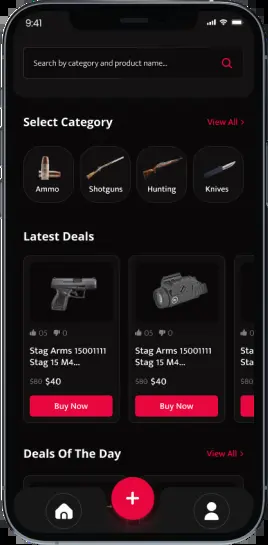 9:41
Search by category and product name...
Select Category
View All >
Ammo
Shotguns
Hunting
Knives
Latest Deals
05 0
05 0
Stag Arms 15001111
Stag 15 M4...
Stag Arms 15001111
Stag 15 M4...
$80 $40
$80 $40
Buy Now
Buy Now
Deals Of The Day
View All >